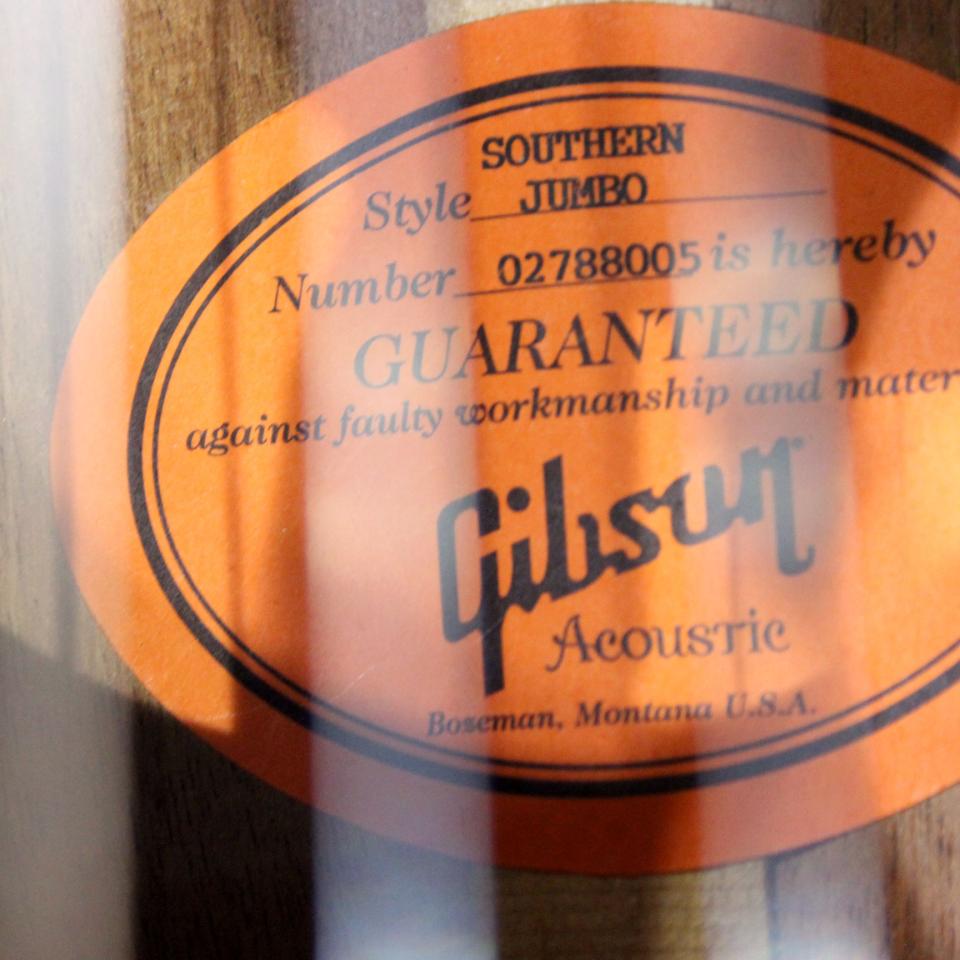 SOUTHERN
Style JUMBO
Number 02788005 is hereby
GUARANTEED
against faulty workmanship and mater
Gibson
Acoustic
Bozeman, Montana U.S.A.